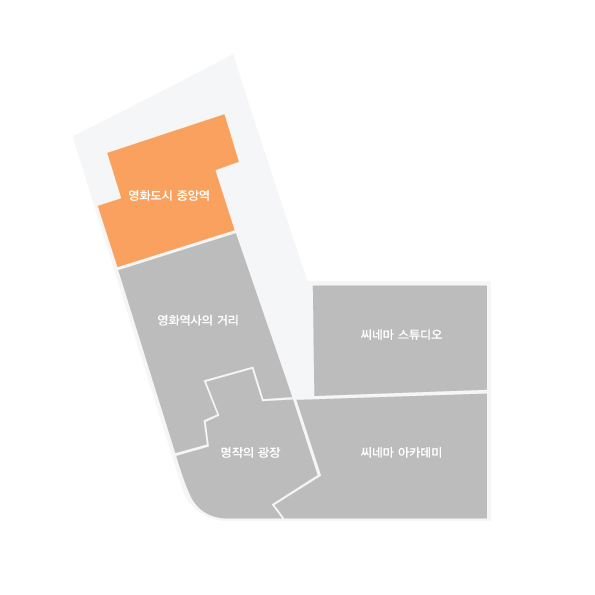 영화도시 중앙역
영화역사의 거리
씨네마 스튜디오
명작의 광장
씨네마 아카데미